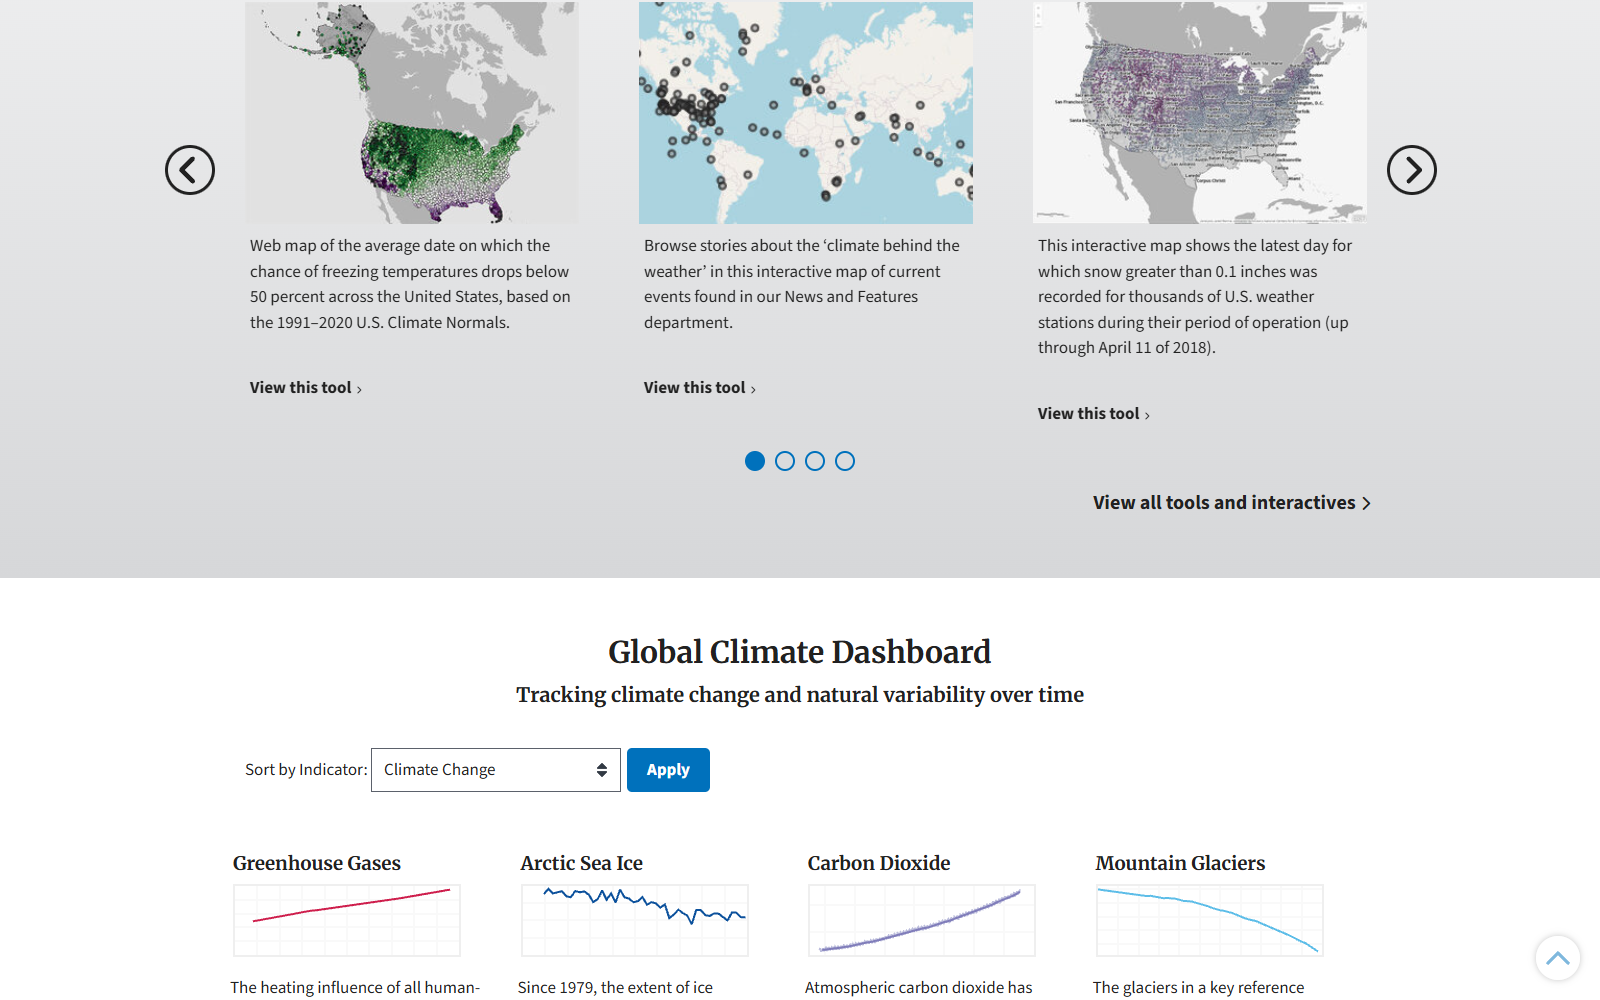 Web map of the average date on which the
chance of freezing temperatures drops below
50 percent across the United States, based on
the 1991–2020 U.S. Climate Normals.
View this tool ›
Browse stories about the ‘climate behind the
weather’ in this interactive map of current
events found in our News and Features
department.
View this tool ›
This interactive map shows the latest day for
which snow greater than 0.1 inches was
recorded for thousands of U.S. weather
stations during their period of operation (up
through April 11 of 2018).
View this tool ›
View all tools and interactives
Global Climate Dashboard
Tracking climate change and natural variability over time
Sort by Indicator: Climate Change Apply
Greenhouse Gases
The heating influence of all human-
Arctic Sea Ice
Since 1979, the extent of ice
Carbon Dioxide
Atmospheric carbon dioxide has
Mountain Glaciers
The glaciers in a key reference